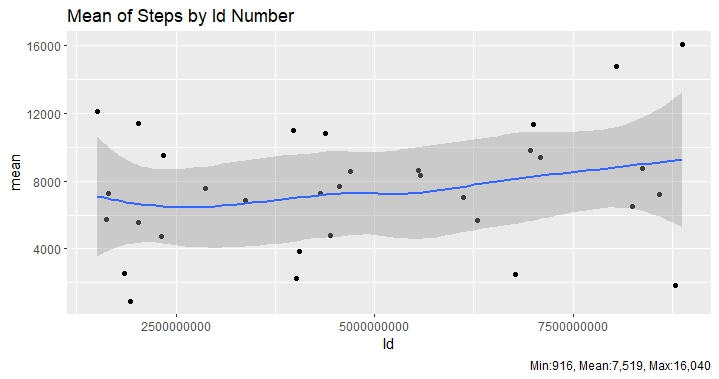 Mean of Steps by Id Number
16000
12000
8000
4000
mean
2500000000
5000000000
7500000000
Id
Min:916, Mean:7,519, Max:16,040